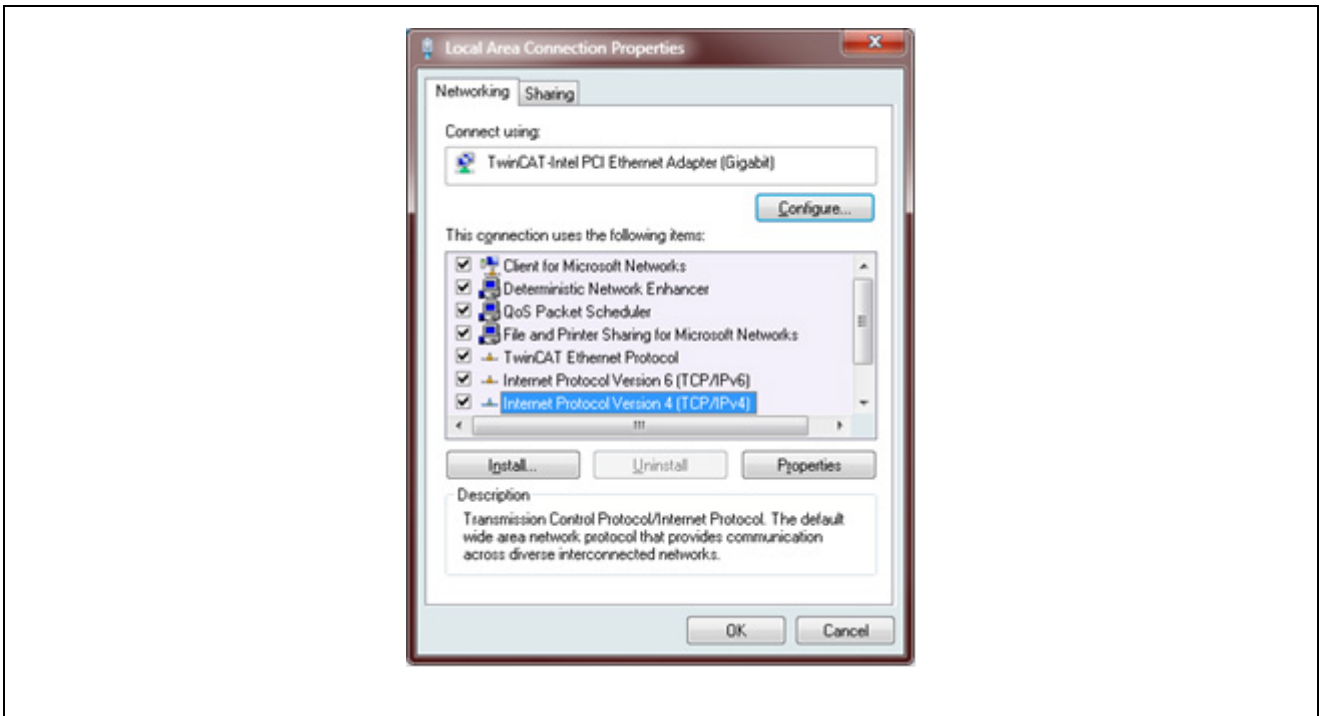 Local Area Connection Properties
Networking
Sharing
Connect using:
TwinCAT-Intel PCI Ethernet Adapter (Gigabit)
Configure...
This connection uses the following items:
Client for Microsoft Networks
Deterministic Network Enhancer
QoS Packet Scheduler
File and Printer Sharing for Microsoft Networks
TwinCAT Ethernet Protocol
Internet Protocol Version 6 (TCP/IPv6)
Internet Protocol Version 4 (TCP/IPv4)
Install...
Uninstall
Properties
Description
Transmission Control Protocol/Internet Protocol. The default
wide area network protocol that provides communication
across diverse interconnected networks.
OK
Cancel